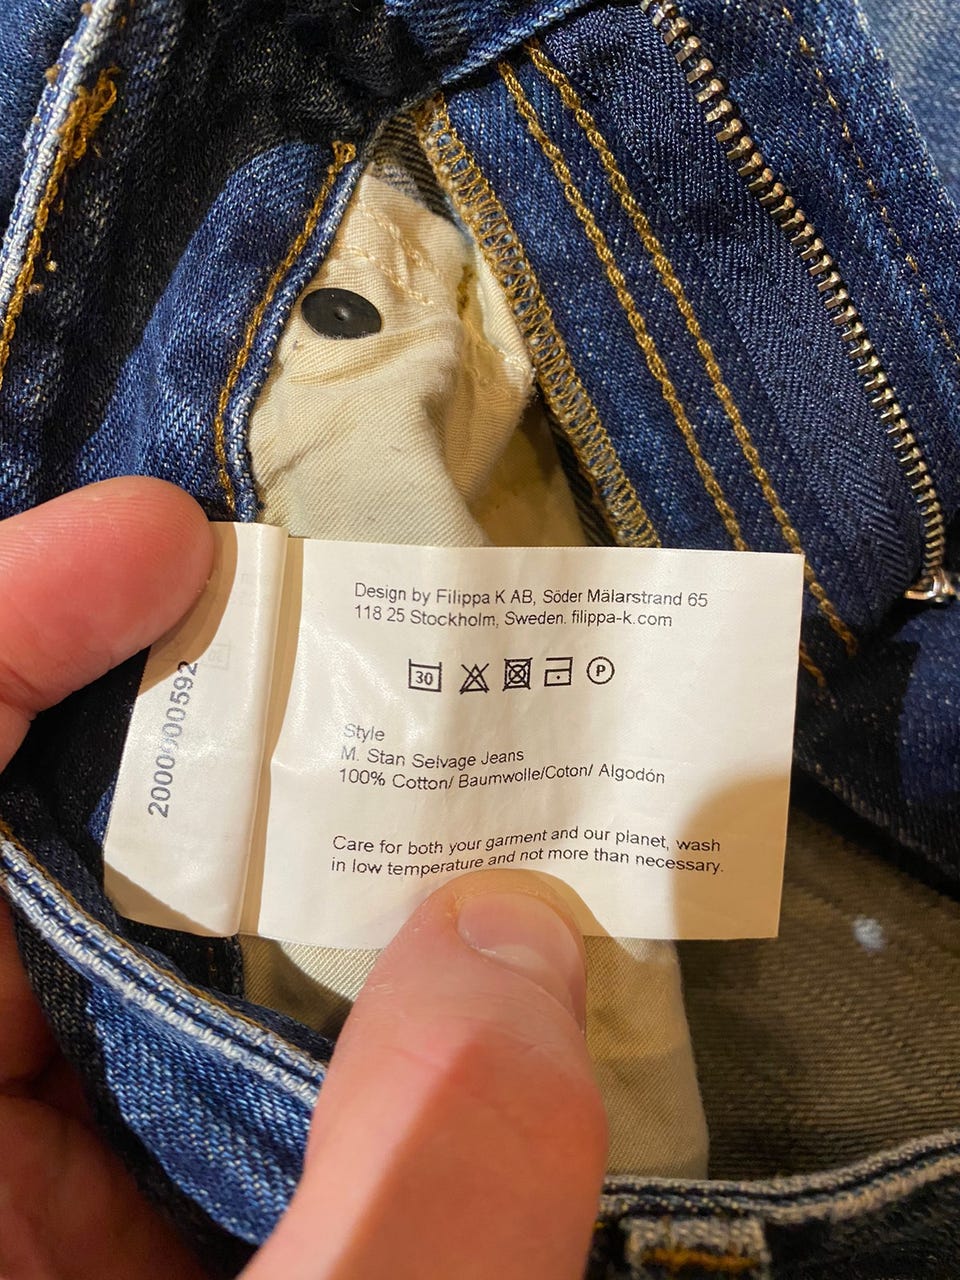 Design by Filippa K AB, Söder Mälarstrand 65
118 25 Stockholm, Sweden. filippa-k.com
30 P
Style
M. Stan Selvage Jeans
100% Cotton/ Baumwolle/Coton/ Algodón
Care for both your garment and our planet, wash
in low temperature and not more than necessary.
2000000592